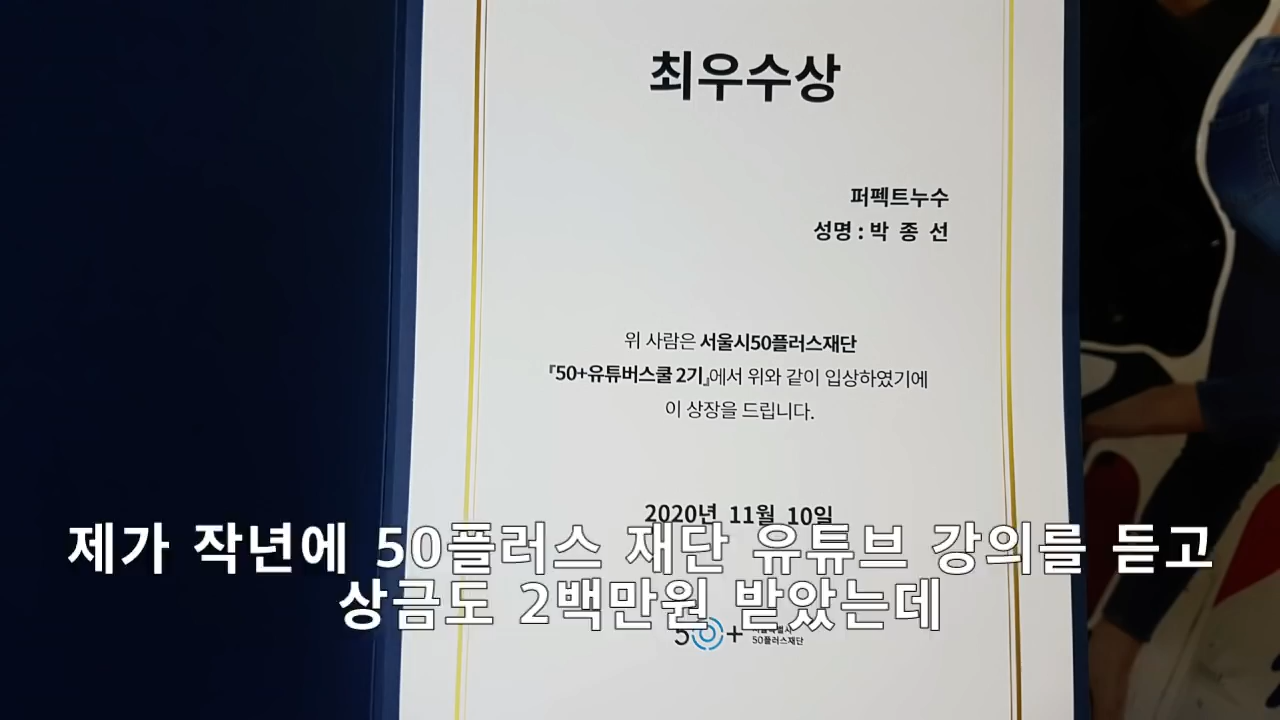 최우수상
퍼펙트누수
성명 : 박 종 선
위 사람은 서울시50플러스재단
『50+유튜버스쿨 2기』에서 위와 같이 입상하였기에
이 상장을 드립니다.
2020년 11월 10일
제가 작년에 50플러스 재단 유튜브 강의를 듣고
상금도 2백만원 받았는데
50+
50플러스재단